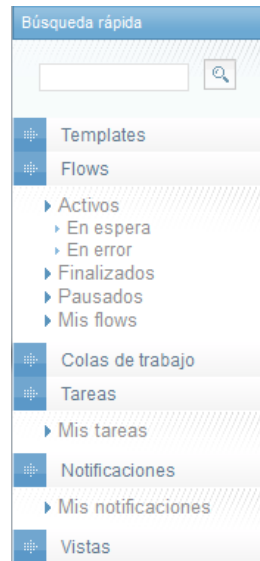 Búsqueda rápida
Templates
Flows
Activos
En espera
En error
Finalizados
Pausados
Mis flows
Colas de trabajo
Tareas
Mis tareas
Notificaciones
Mis notificaciones
Vistas